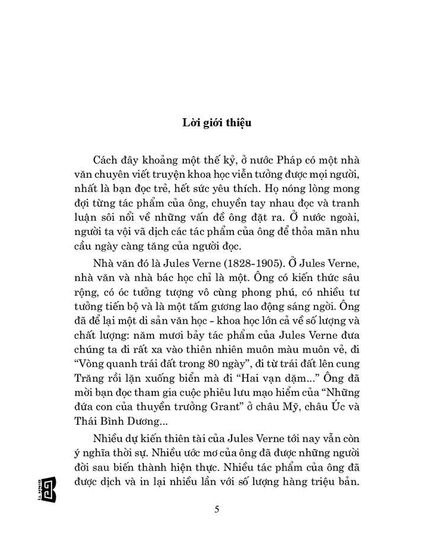 Lời giới thiệu
Cách đây khoảng một thế kỷ, ở nước Pháp có một nhà
văn chuyên viết truyện khoa học viễn tưởng được mọi người,
nhất là bạn đọc trẻ, hết sức yêu thích. Họ nóng lòng mong
đợi từng tác phẩm của ông, chuyển tay nhau đọc và tranh
luận sôi nổi về những vấn đề ông đặt ra. Ở nước ngoài,
người ta vội vã dịch các tác phẩm của ông để thỏa mãn nhu
cầu ngày càng tăng của người đọc.
Nhà văn đó là Jules Verne (1828-1905). Ở Jules Verne,
nhà văn và nhà bác học chỉ là một. Ông có kiến thức sâu
rộng, có óc tưởng tượng vô cùng phong phú, có nhiều tư
tưởng tiến bộ và là một tấm gương lao động sáng ngời. Ông
đã để lại một di sản văn học - khoa học lớn cả về số lượng và
chất lượng: năm mươi bảy tác phẩm của Jules Verne đưa
chúng ta đi rất xa vào thiên nhiên muôn màu muôn vẻ, đi
“Vòng quanh trái đất trong 80 ngày”, đi từ trái đất lên cung
Trăng rồi lặn xuống biển mà đi “Hai vạn dặm...” Ông đã
mời bạn đọc tham gia cuộc phiêu lưu mạo hiểm của “Những
đứa con của thuyền trưởng Grant” ở châu Mỹ, châu Úc và
Thái Bình Dương...
Nhiều dự kiến thiên tài của Jules Verne tới nay vẫn còn
ý nghĩa thời sự. Nhiều ước mơ của ông đã được những người
đời sau biến thành hiện thực. Nhiều tác phẩm của ông đã
được dịch và in lại nhiều lần với số lượng hàng triệu bản.
5